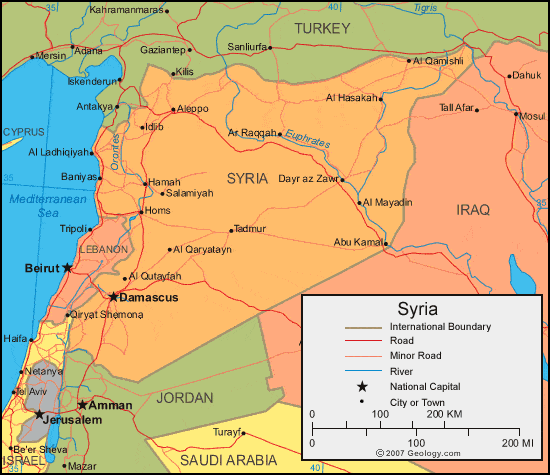 35
Kahramanmaras
40
Tigris
TURKEY
Adana
Gaziantep
Sanliurfa
Mersin
Al Qamishli
Kilis
Iskenderun
Dahuk
Antakya
Aleppo
Al Hasakah
Tall Afar
Mosul
Idlib
CYPRUS
Ar Raqqah
Euphrates
Al Ladhiqiyah
Orontes
Baniyas
Hamah
SYRIA
Dayr az Zawr
Salamiyah
Mediterranean
Sea
Al Mayadin
35
Homs
IRAQ
Tripoli
Tadmur
LEBANON
Al Qaryatayn
Abu Kamal
Beirut
Al Qutayfah
Damascus
Qiryat Shemona
Haifa
Netanya
Tel Aviv
JORDAN
Amman
Jerusalem
Turayf
Be'er Sheva
ISRAEL
Mazar
SAUDI ARABIA
35
40
Syria
International Boundary
Road
Minor Road
River
National Capital
City or Town
0 100 200 KM
0 100 200 MI
© 2007 Geology.com